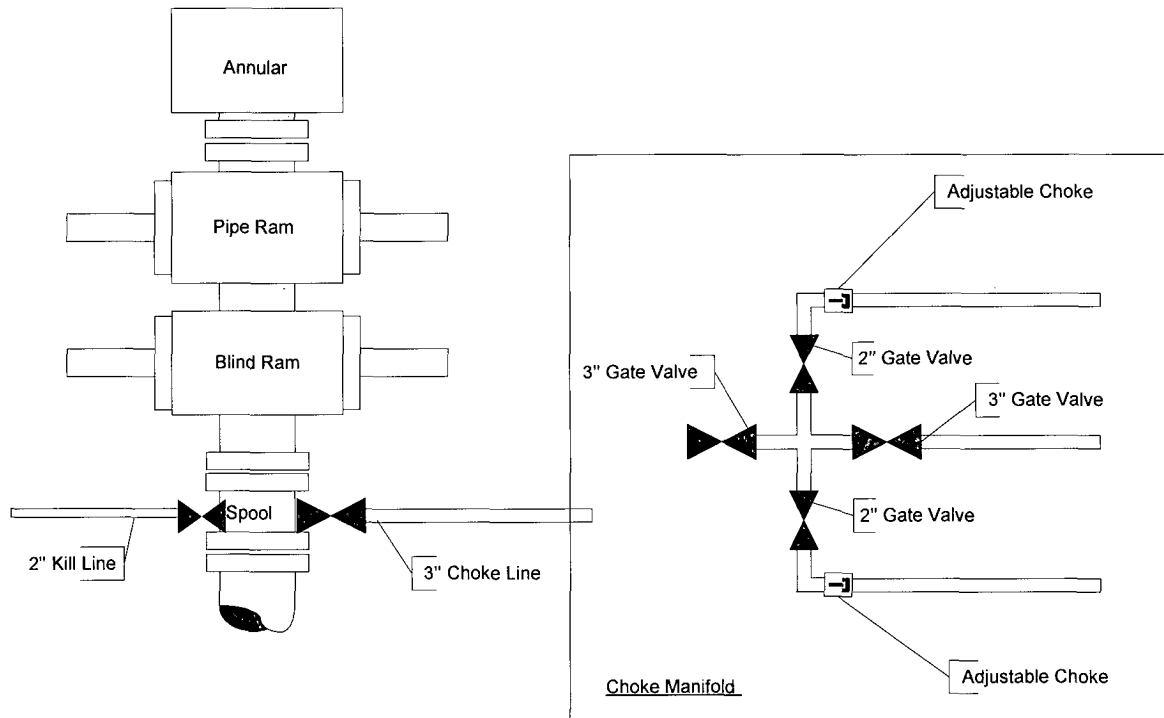 Annular
Pipe Ram
Blind Ram
Spool
2" Kill Line
3" Choke Line
Adjustable Choke
2" Gate Valve
3" Gate Valve
3" Gate Valve
2" Gate Valve
Adjustable Choke
Choke Manifold